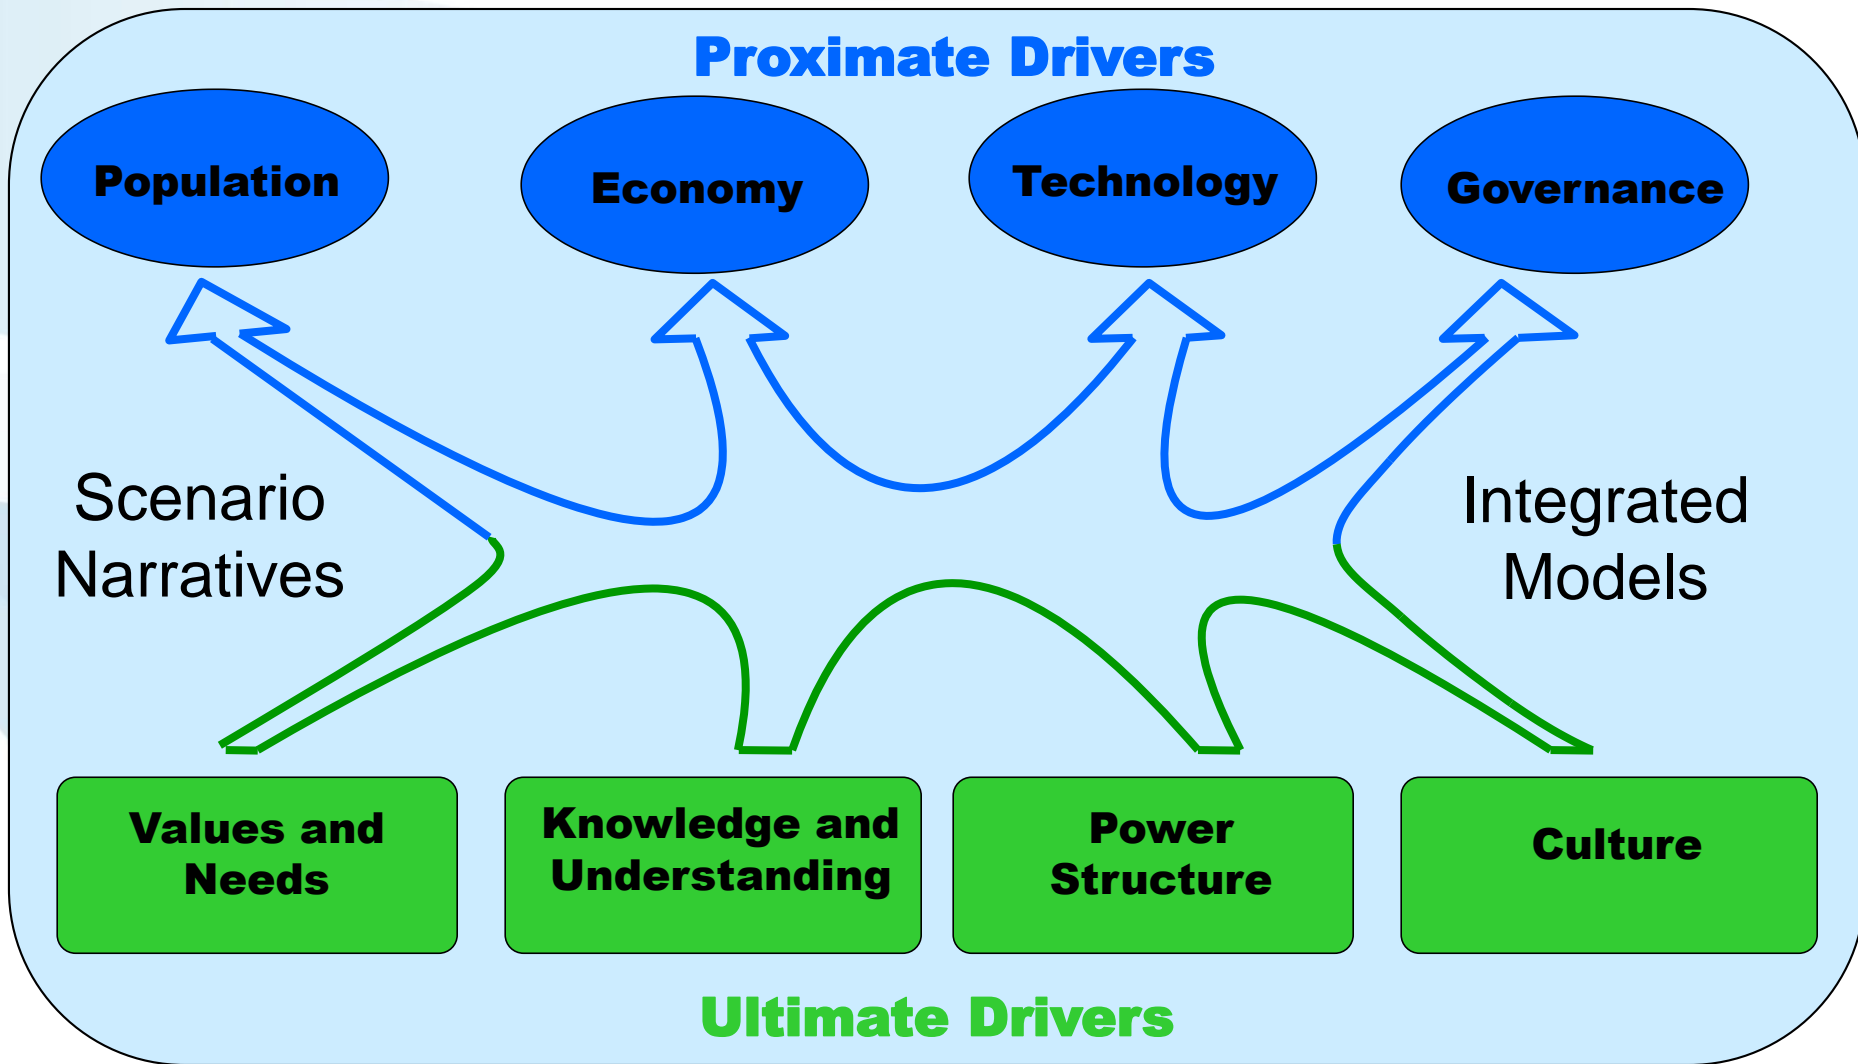 Proximate Drivers
Population
Economy
Technology
Governance
Scenario
Narratives
Integrated
Models
Values and
Needs
Knowledge and
Understanding
Power
Structure
Culture
Ultimate Drivers